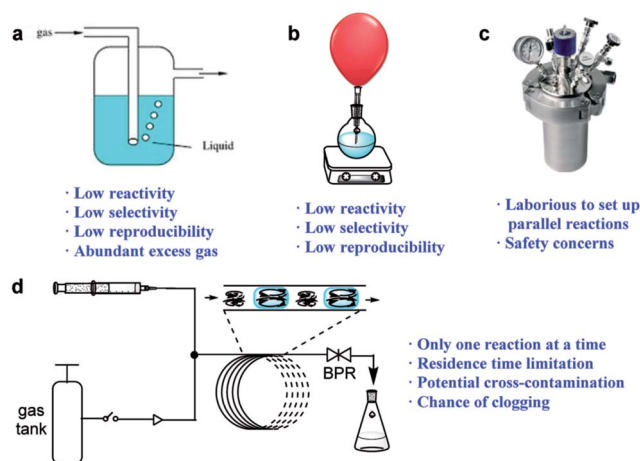 a
gas
Liquid
· Low reactivity
· Low selectivity
· Low reproducibility
· Abundant excess gas
b
· Low reactivity
· Low selectivity
· Low reproducibility
c
· Laborious to set up
parallel reactions
· Safety concerns
d
gas
tank
BPR
· Only one reaction at a time
· Residence time limitation
· Potential cross-contamination
· Chance of clogging